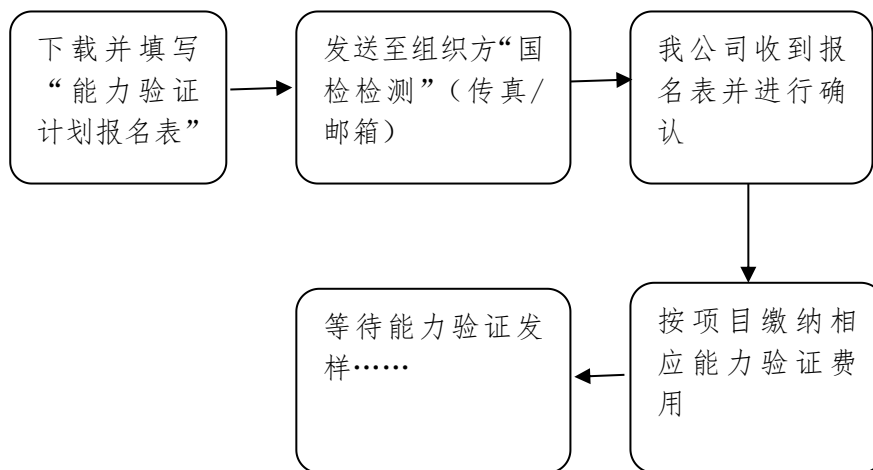 下载并填写
“能力验证
计划报名表”
发送至组织方“国
检检测”（传真/
邮箱）
我公司收到报
名表并进行确
认
按项目缴纳相
应能力验证费
用
等待能力验证发
样……